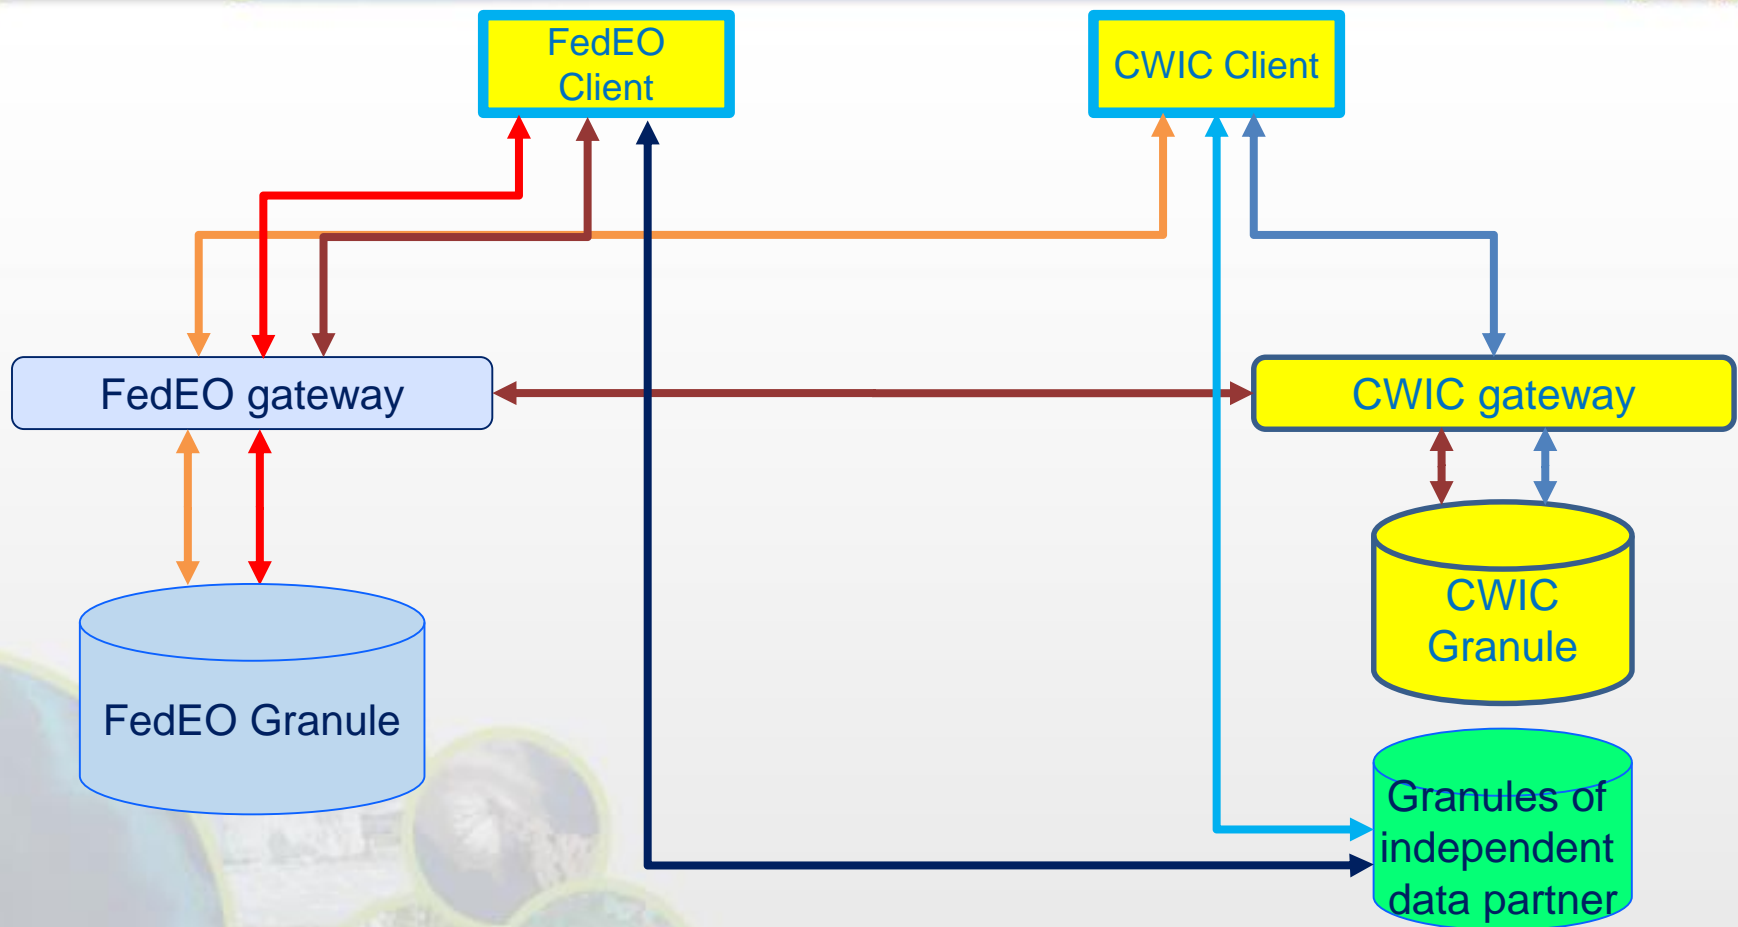 FedEO
Client
CWIC Client
FedEO gateway
CWIC gateway
CWIC
Granule
FedEO Granule
Granules of
independent
data partner